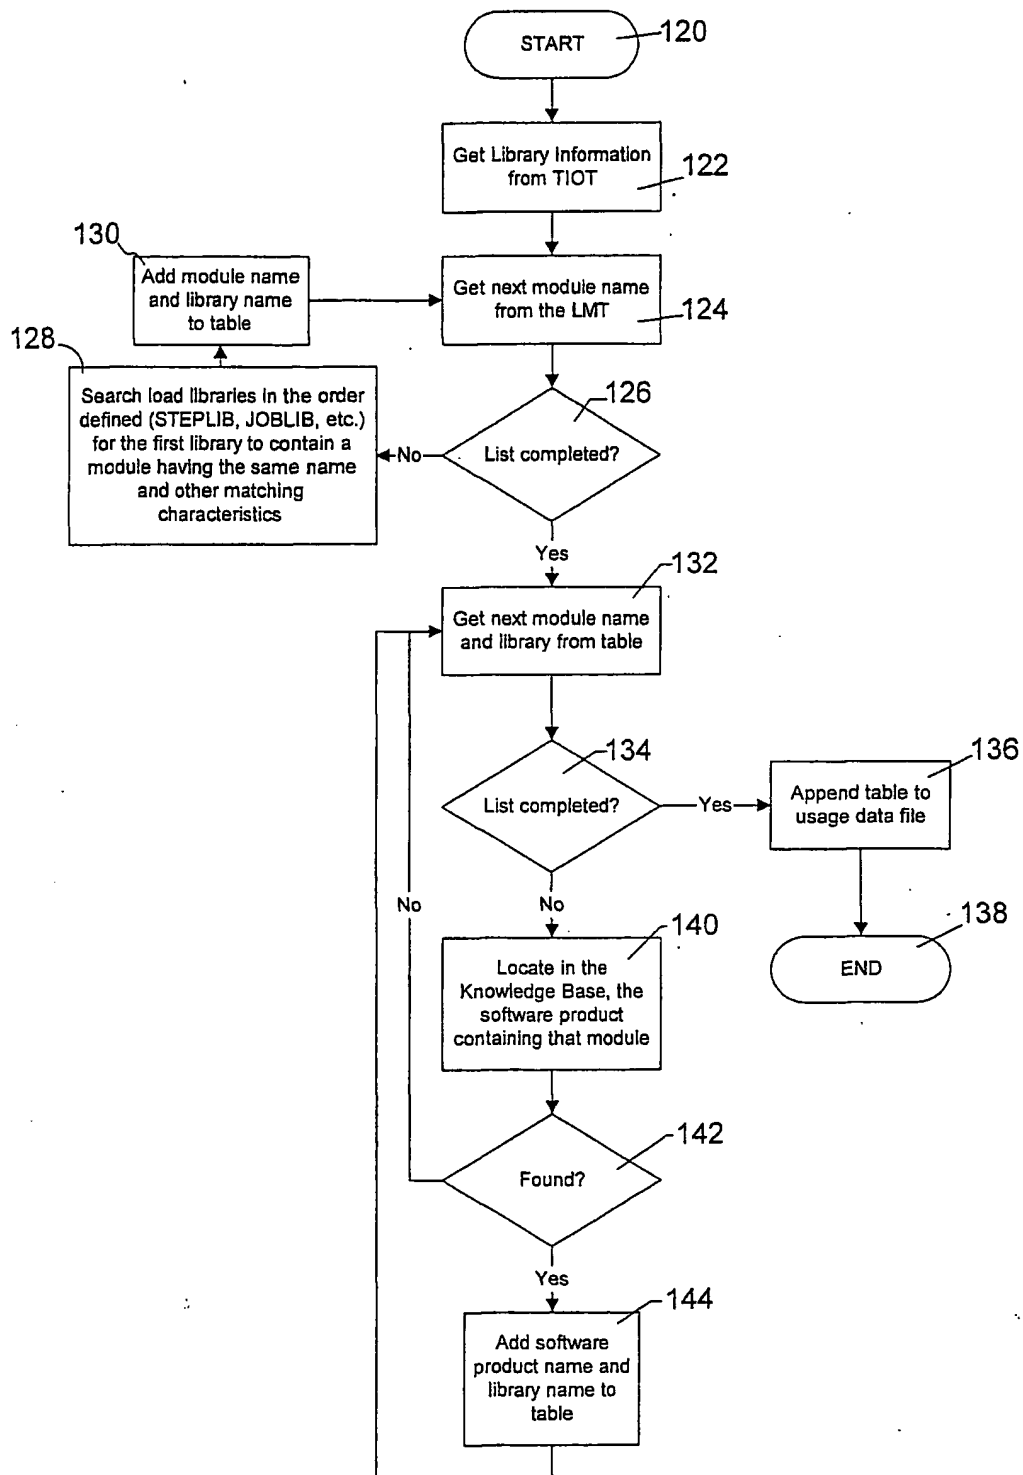 START
120
Get Library Information
from TIOT
122
130
Add module name
and library name
to table
Get next module name
from the LMT
124
128
Search load libraries in the order
defined (STEPLIB, JOBLIB, etc.)
for the first library to contain a
module having the same name
and other matching
characteristics
No
126
List completed?
Yes
132
Get next module name
and library from table
134
List completed?
Yes
136
Append table to
usage data file
No
No
138
END
140
Locate in the
Knowledge Base, the
software product
containing that module
142
Found?
Yes
144
Add software
product name and
library name to
table